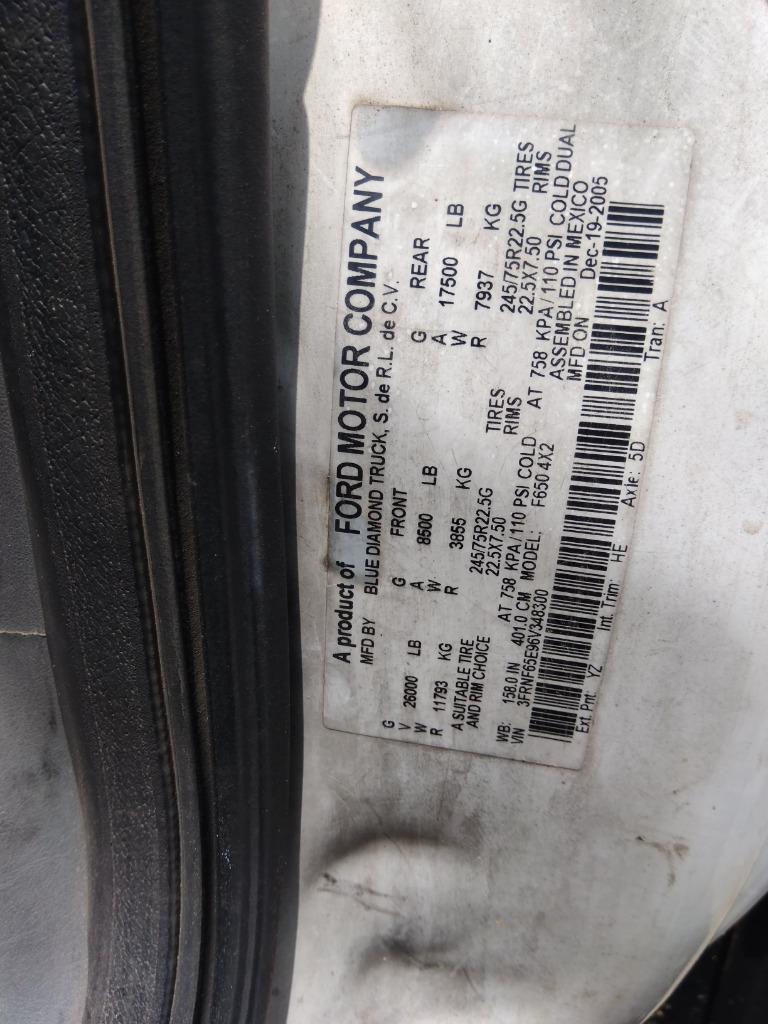 A product of FORD MOTOR COMPANY
MFD BY BLUE DIAMOND TRUCK, S. de R.L. de C.V.
G G FRONT G REAR
V 26000 LB A 8500 LB A 17500 LB
W W W
R 11793 KG R 3855 KG R 7937 KG
A SUITABLE TIRE 245/75R22.5G TIRES 245/75R22.5G TIRES
AND RIM CHOICE 22.5X7.50 RIMS 22.5X7.50 RIMS
AT 758 KPA/110 PSI COLD AT 758 KPA/110 PSI COLD DUAL
WB: 158.0 IN 401.0 CM MODEL: F650 4X2 ASSEMBLED IN MEXICO
VIN 3FRNF65E96V348300 MFD ON Dec-19-2005
Ext. Pnt: YZ Int. Trim: HE Axle: 5D Tran: A